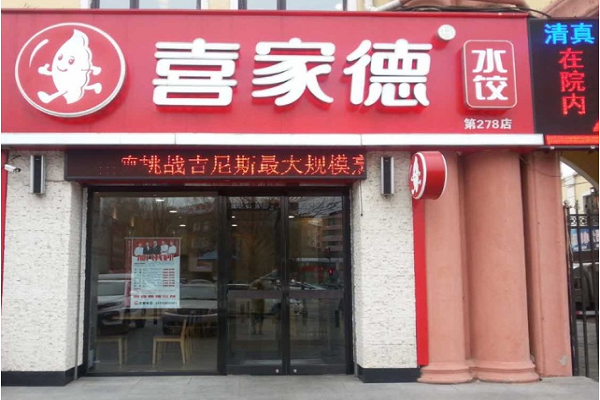 喜家德
水饺
第278店
清真
在院内
挑战吉尼斯最大规模